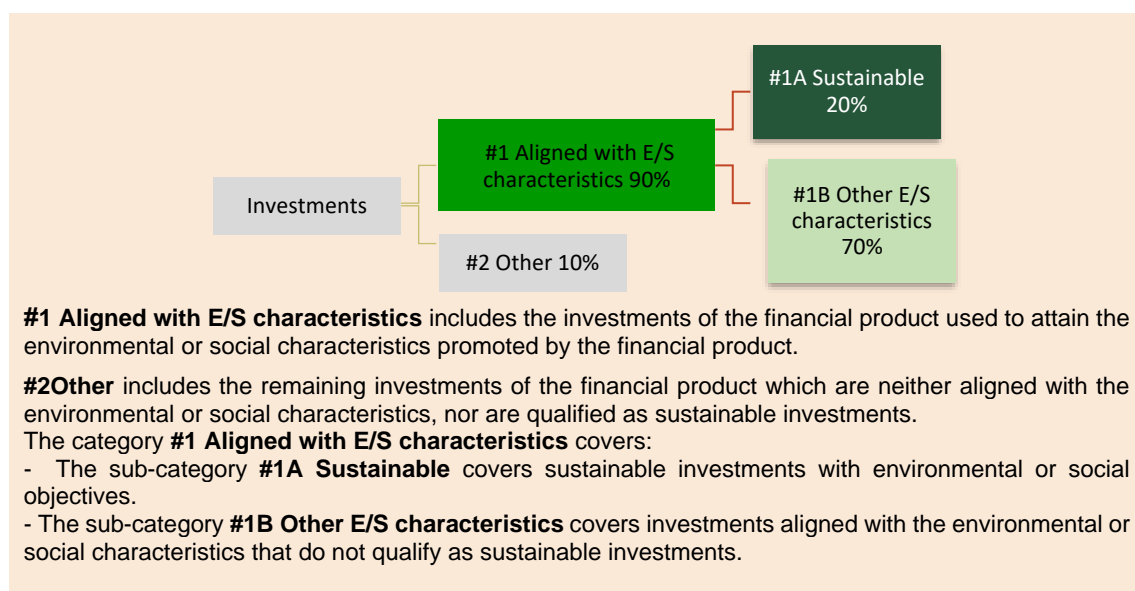 #1A Sustainable
20%
#1 Aligned with E/S
characteristics 90%
Investments
#1B Other E/S
characteristics
70%
#2 Other 10%
#1 Aligned with E/S characteristics includes the investments of the financial product used to attain the
environmental or social characteristics promoted by the financial product.
#2Other includes the remaining investments of the financial product which are neither aligned with the
environmental or social characteristics, nor are qualified as sustainable investments.
The category #1 Aligned with E/S characteristics covers:
- The sub-category #1A Sustainable covers sustainable investments with environmental or social
objectives.
- The sub-category #1B Other E/S characteristics covers investments aligned with the environmental or
social characteristics that do not qualify as sustainable investments.